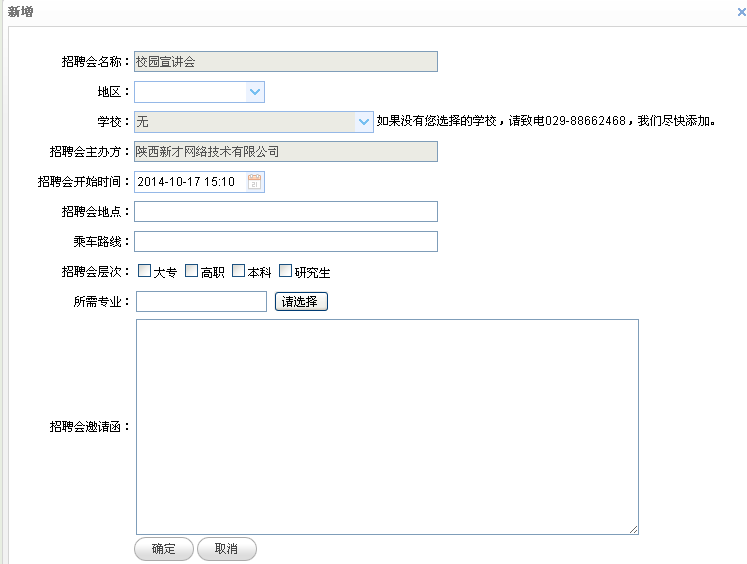 新增
招聘会名称：校园宣讲会
地区：
学校：无 如果没有您选择的学校，请致电029-88662468，我们尽快添加。
招聘会主办方：陕西新才网络技术有限公司
招聘会开始时间：2014-10-17 15:10
招聘会地点：
乘车路线：
招聘会层次：大专 高职 本科 研究生
所需专业：请选择
招聘会邀请函：
确定 取消